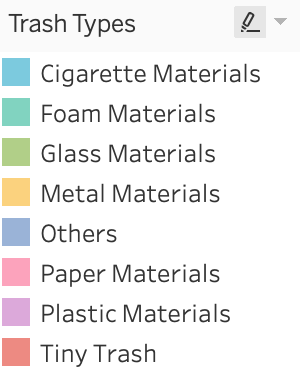 Trash Types
Cigarette Materials
Foam Materials
Glass Materials
Metal Materials
Others
Paper Materials
Plastic Materials
Tiny Trash